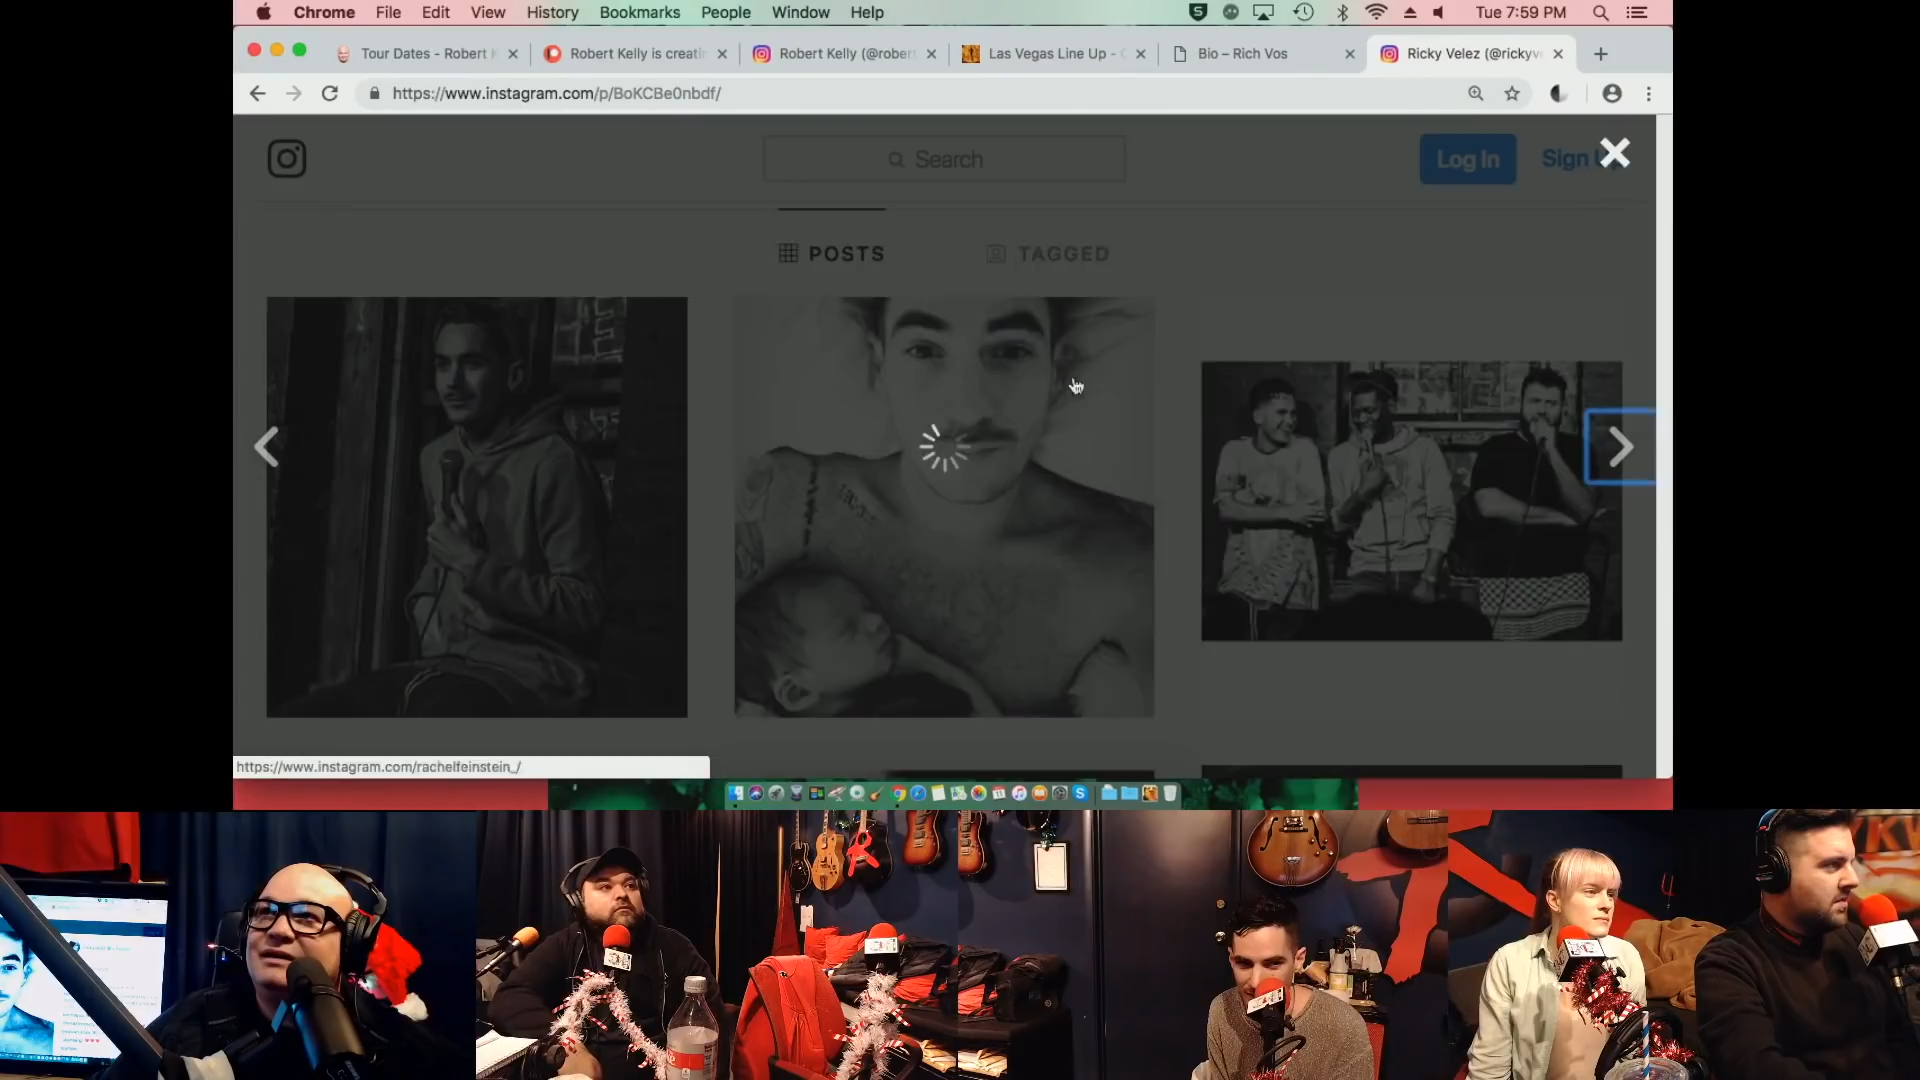 Chrome File Edit View History Bookmarks People Window Help Tue 7:59 PM
Tour Dates - Robert K Robert Kelly is creatin Robert Kelly (@rober Las Vegas Line Up - C Bio – Rich Vos Ricky Velez (@rickyv
https://www.instagram.com/p/BoKCBe0nbdf/
Search Log In Sign
POSTS TAGGED
https://www.instagram.com/rachelfeinstein_/